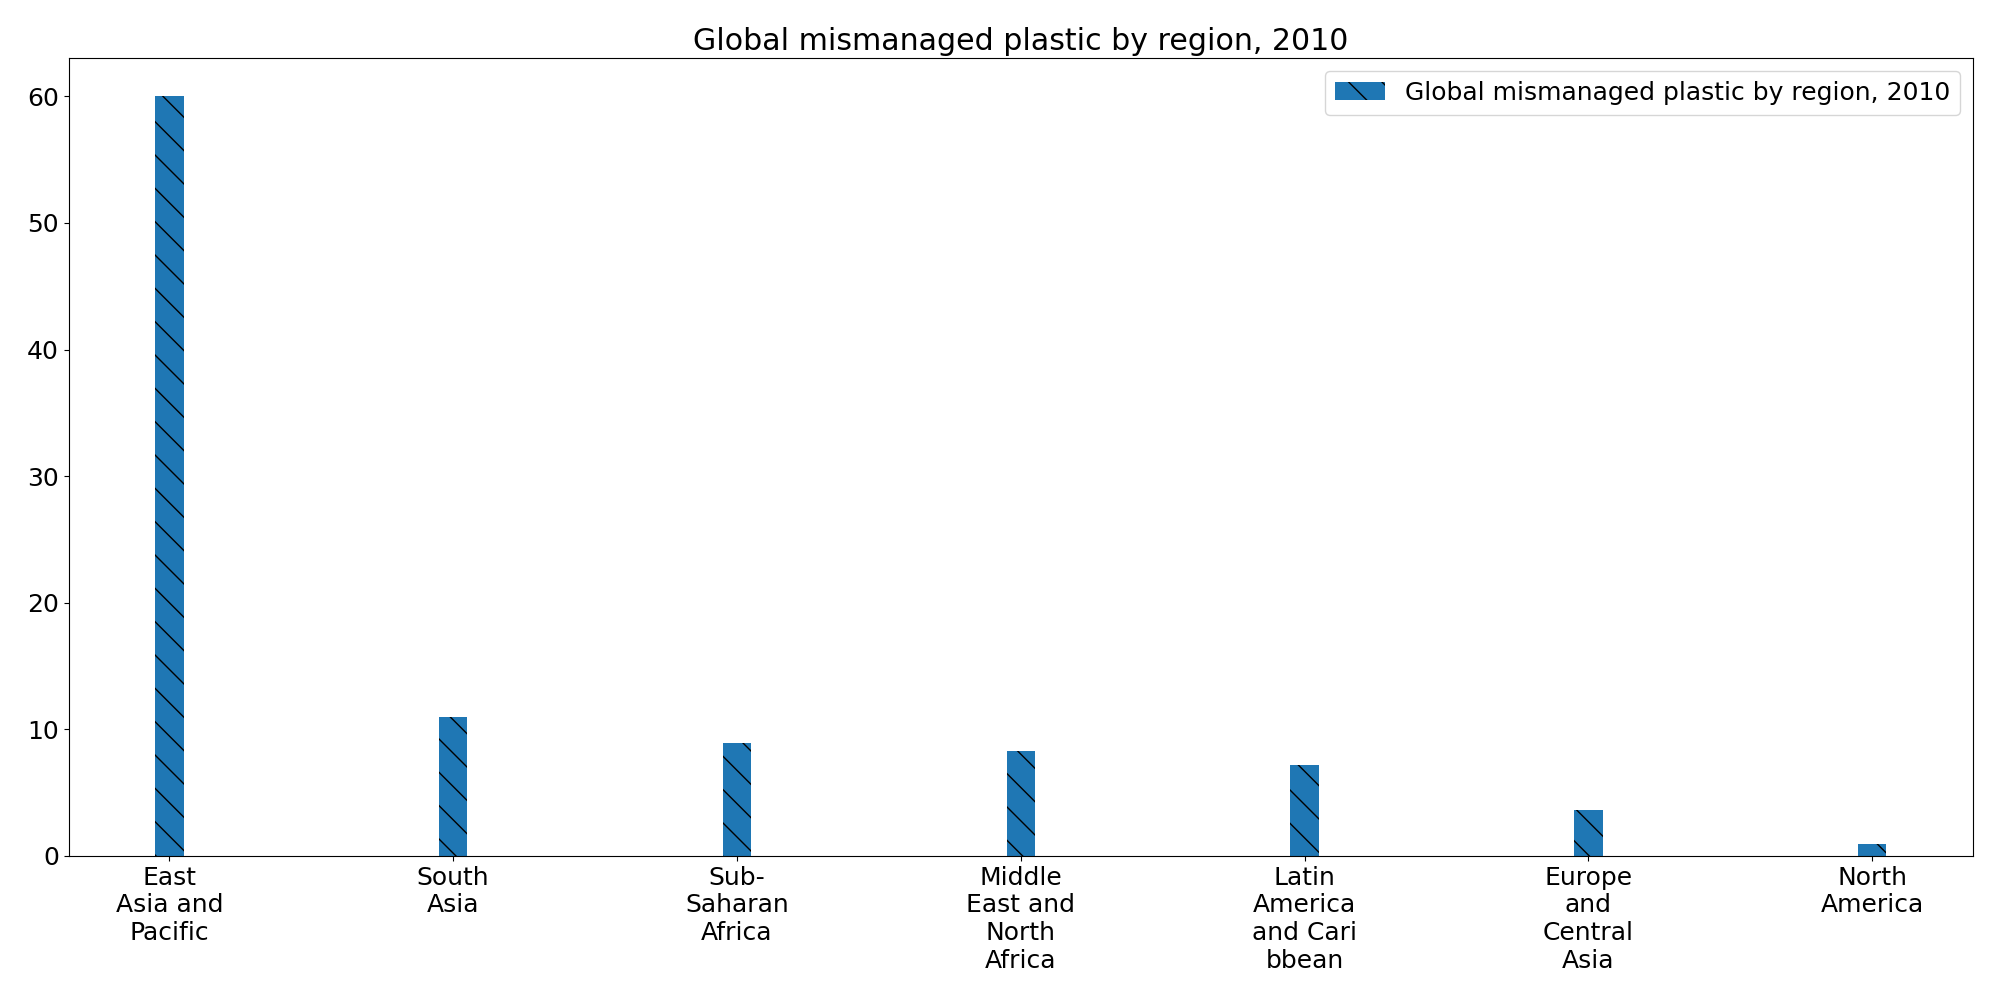 Global mismanaged plastic by region, 2010
Global mismanaged plastic by region, 2010
60
50
40
30
20
10
0
East
Asia and
Pacific
South
Asia
Sub-
Saharan
Africa
Middle
East and
North
Africa
Latin
America
and Cari
bbean
Europe
and
Central
Asia
North
America